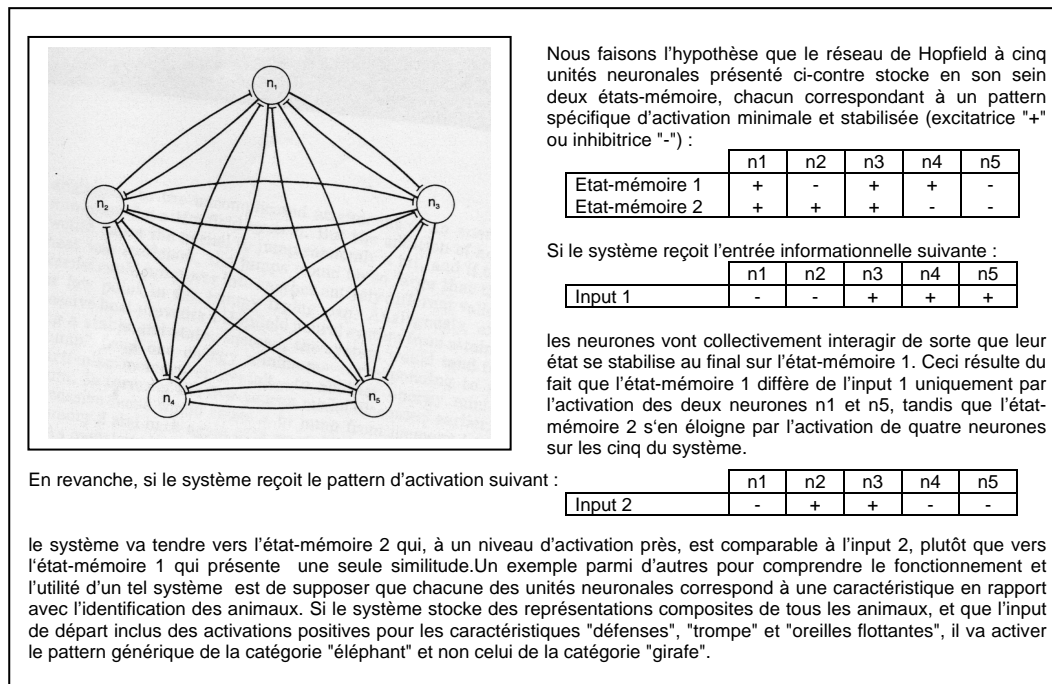 n1
n2
n3
n4
n5
Nous faisons l'hypothèse que le réseau de Hopfield à cinq
unités neuronales présenté ci-contre stocke en son sein
deux états-mémoire, chacun correspondant à un pattern
spécifique d'activation minimale et stabilisée (excitatrice "+"
ou inhibitrice "-") :
n1 n2 n3 n4 n5
Etat-mémoire 1 + - + + -
Etat-mémoire 2 + + + - -
Si le système reçoit l'entrée informationnelle suivante :
n1 n2 n3 n4 n5
Input 1 - - + + +
les neurones vont collectivement interagir de sorte que leur
état se stabilise au final sur l'état-mémoire 1. Ceci résulte du
fait que l'état-mémoire 1 diffère de l'input 1 uniquement par
l'activation des deux neurones n1 et n5, tandis que l'état-
mémoire 2 s'en éloigne par l'activation de quatre neurones
sur les cinq du système.
En revanche, si le système reçoit le pattern d'activation suivant :
n1 n2 n3 n4 n5
Input 2 - + + - -
le système va tendre vers l'état-mémoire 2 qui, à un niveau d'activation près, est comparable à l'input 2, plutôt que vers
l'état-mémoire 1 qui présente une seule similitude.Un exemple parmi d'autres pour comprendre le fonctionnement et
l'utilité d'un tel système est de supposer que chacune des unités neuronales correspond à une caractéristique en rapport
avec l'identification des animaux. Si le système stocke des représentations composites de tous les animaux, et que l'input
de départ inclus des activations positives pour les caractéristiques "défenses", "trompe" et "oreilles flottantes", il va activer
le pattern générique de la catégorie "éléphant" et non celui de la catégorie "girafe".